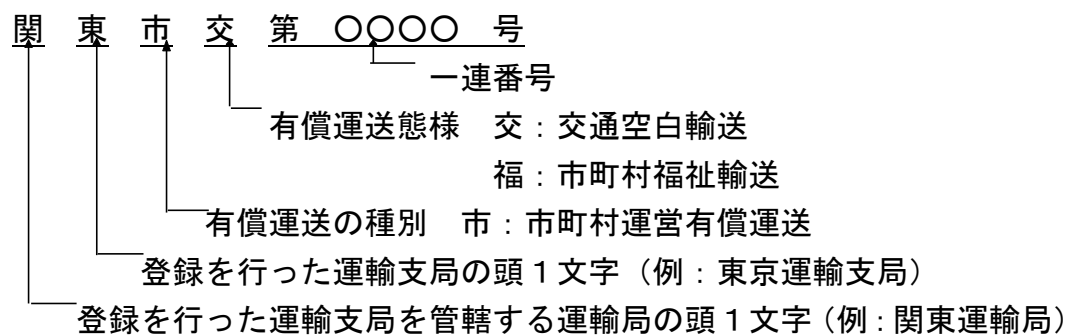 関 東 市 交 第 〇〇〇〇 号
一連番号
有償運送態様 交：交通空白輸送
福：市町村福祉輸送
有償運送の種別 市：市町村運営有償運送
登録を行った運輸支局の頭１文字（例：東京運輸支局）
登録を行った運輸支局を管轄する運輸局の頭１文字（例：関東運輸局）